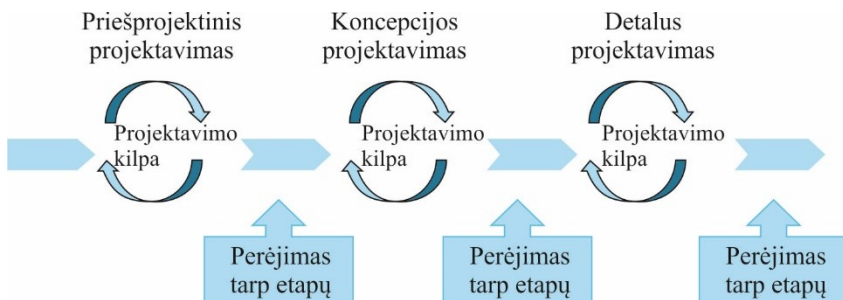 Priešprojektinis
projektavimas
Koncepcijos
projektavimas
Detalus
projektavimas
Projektavimo
kilpa
Projektavimo
kilpa
Projektavimo
kilpa
Perėjimas
tarp etapų
Perėjimas
tarp etapų
Perėjimas
tarp etapų